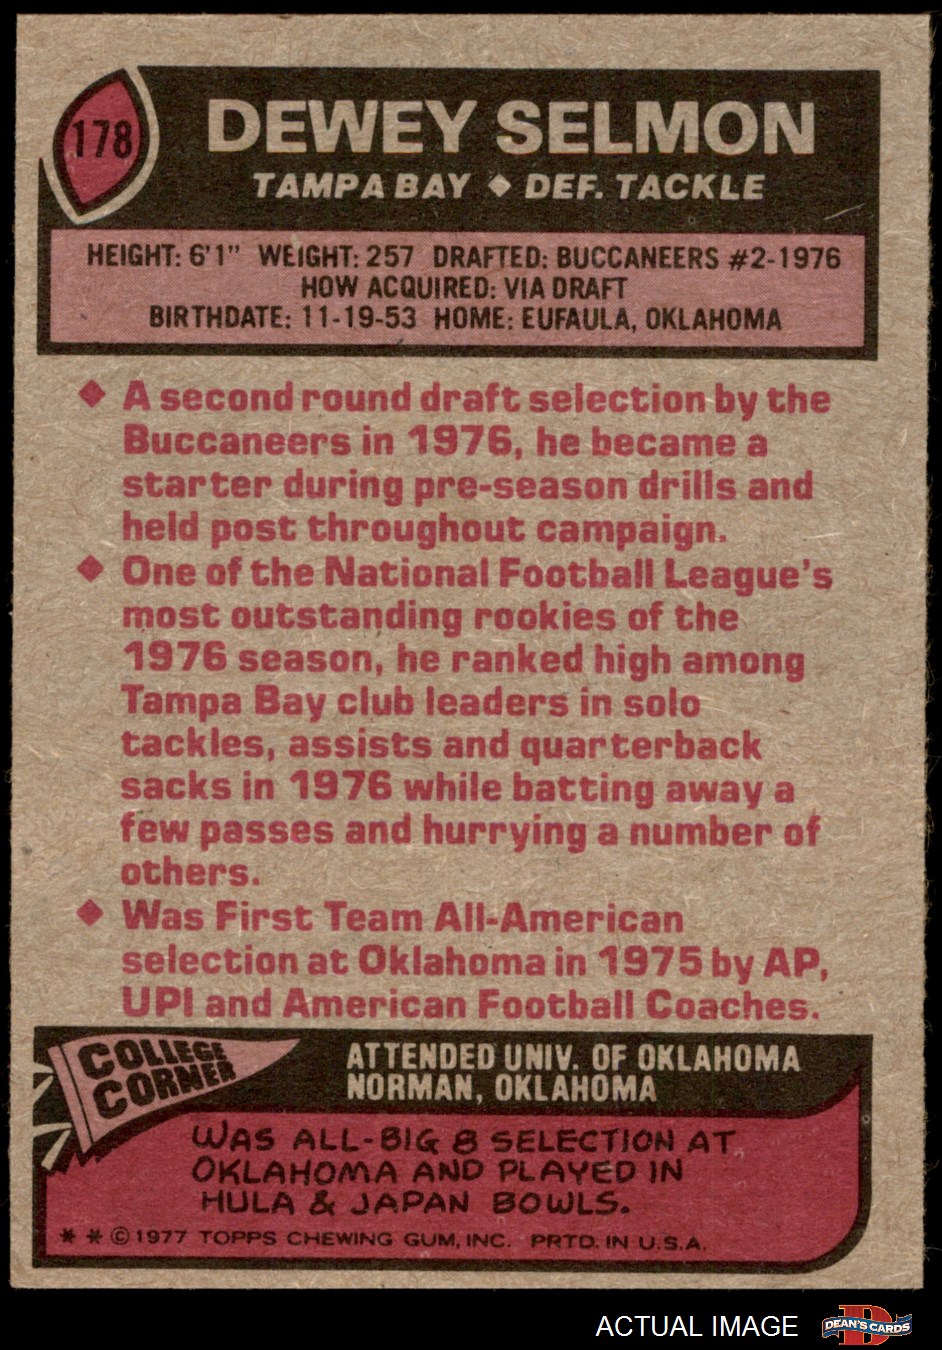 178
DEWEY SELMON
TAMPA BAY ◆ DEF. TACKLE
HEIGHT: 6'1" WEIGHT: 257 DRAFTED: BUCCANEERS #2-1976
HOW ACQUIRED: VIA DRAFT
BIRTHDATE: 11-19-53 HOME: EUFAULA, OKLAHOMA
◆ A second round draft selection by the
Buccaneers in 1976, he became a
starter during pre-season drills and
held post throughout campaign.
◆ One of the National Football League's
most outstanding rookies of the
1976 season, he ranked high among
Tampa Bay club leaders in solo
tackles, assists and quarterback
sacks in 1976 while batting away a
few passes and hurrying a number of
others.
◆ Was First Team All-American
selection at Oklahoma in 1975 by AP,
UPI and American Football Coaches.
COLLEGE
CORNER
ATTENDED UNIV. OF OKLAHOMA
NORMAN, OKLAHOMA
WAS ALL-BIG 8 SELECTION AT
OKLAHOMA AND PLAYED IN
HULA & JAPAN BOWLS.
* * © 1977 TOPPS CHEWING GUM, INC. PRTD. IN U.S.A.
ACTUAL IMAGE
D
DEAN'S CARDS